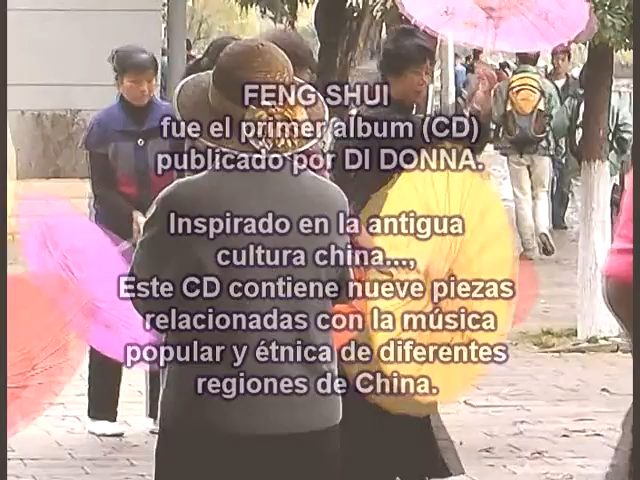 FENG SHUI
fue el primer album (CD)
publicado por DI DONNA.
Inspirado en la antigua
cultura china...,
Este CD contiene nueve piezas
relacionadas con la música
popular y étnica de diferentes
regiones de China.